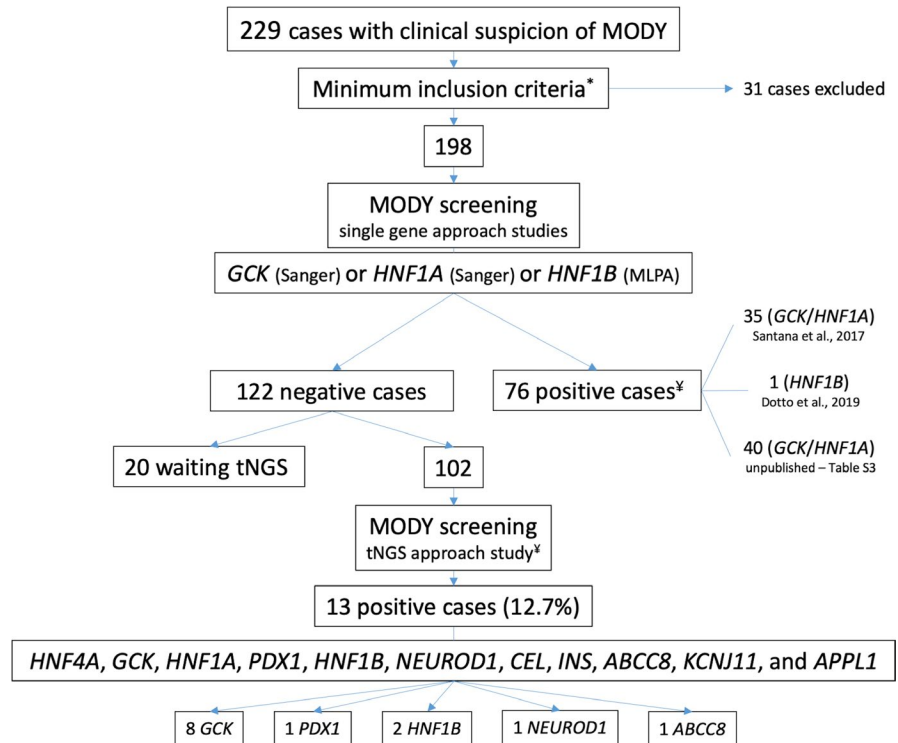 229 cases with clinical suspicion of MODY
Minimum inclusion criteria*
31 cases excluded
198
MODY screening
single gene approach studies
GCK (Sanger) or HNF1A (Sanger) or HNF1B (MLPA)
35 (GCK/HNF1A)
Santana et al., 2017
122 negative cases
76 positive cases¥
1 (HNF1B)
Dotto et al., 2019
40 (GCK/HNF1A)
unpublished – Table S3
20 waiting tNGS
102
MODY screening
tNGS approach study¥
13 positive cases (12.7%)
HNF4A, GCK, HNF1A, PDX1, HNF1B, NEUROD1, CEL, INS, ABCC8, KCNJ11, and APPL1
8 GCK
1 PDX1
2 HNF1B
1 NEUROD1
1 ABCC8